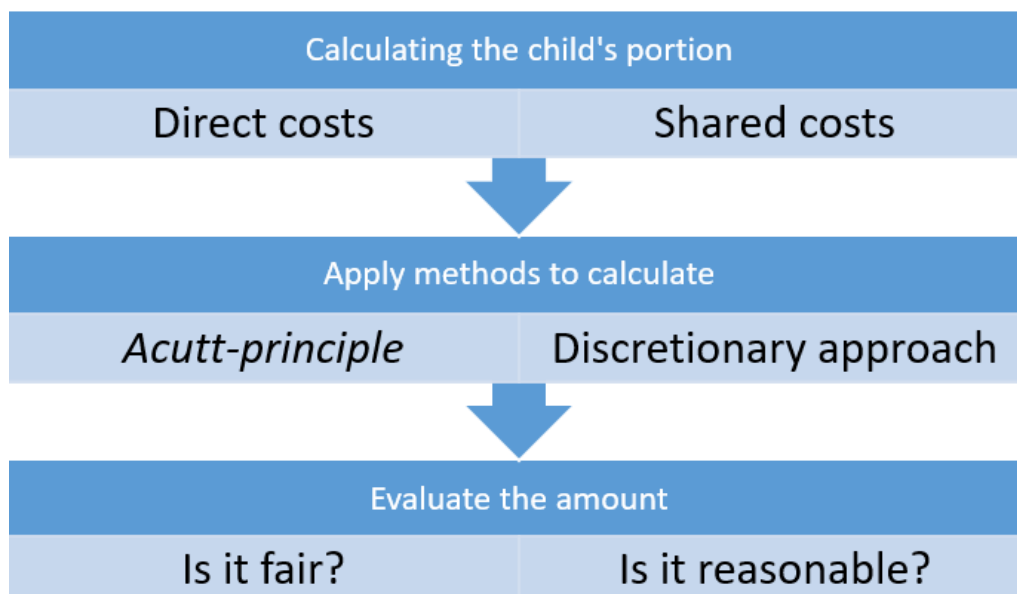 Calculating the child's portion
Direct costs
Shared costs
Apply methods to calculate
Acutt-principle
Discretionary approach
Evaluate the amount
Is it fair?
Is it reasonable?